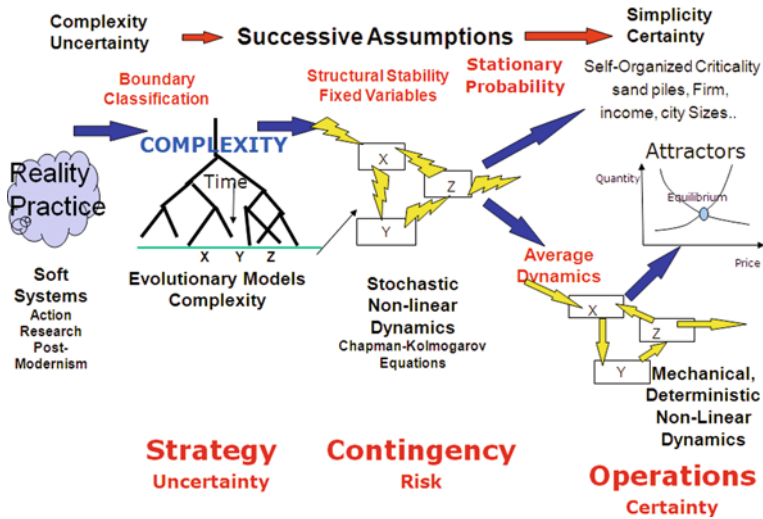 Complexity
Uncertainty
Successive Assumptions
Simplicity
Certainty
Boundary
Classification
Structural Stability
Fixed Variables
Stationary
Probability
Self-Organized Criticality
sand piles, Firm,
income, city Sizes..
Reality
Practice
COMPLEXITY
Time
X Y Z
X
Z
Y
Attractors
Quantity
Equilibrium
Price
Soft
Systems
Action
Research
Post-
Modernism
Evolutionary Models
Complexity
Stochastic
Non-linear
Dynamics
Chapman-Kolmogarov
Equations
Average
Dynamics
X
Z
Y
Mechanical,
Deterministic
Non-Linear
Dynamics
Strategy
Uncertainty
Contingency
Risk
Operations
Certainty